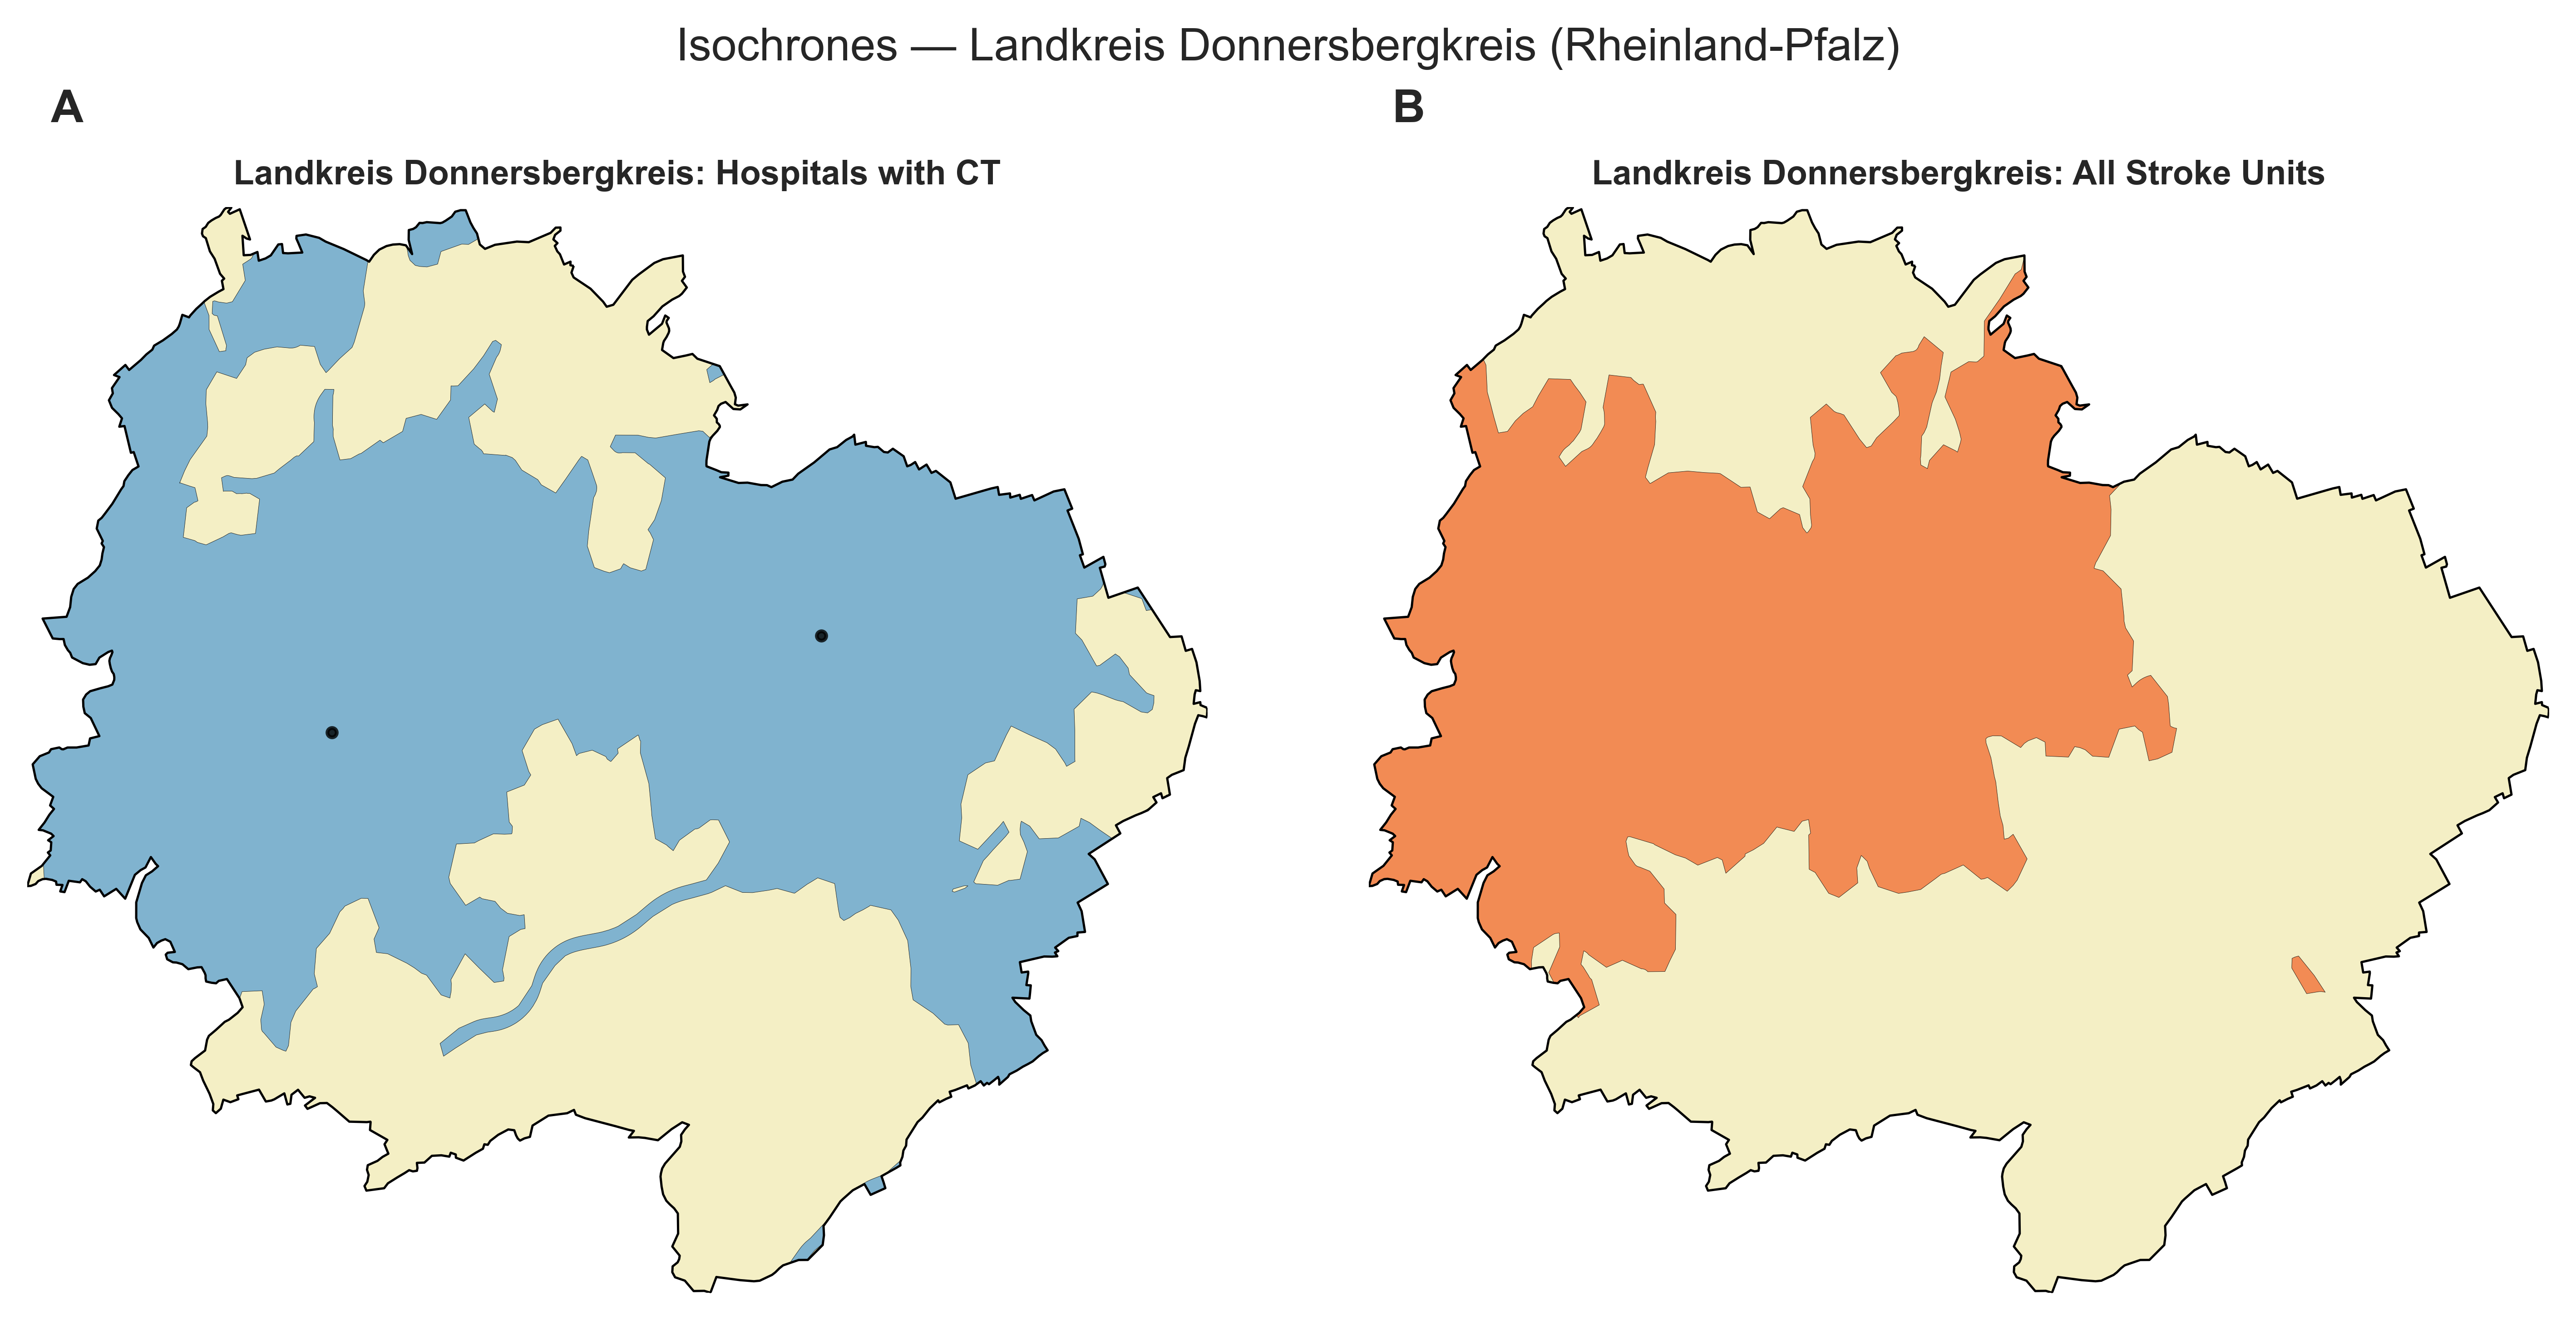 Isochrones — Landkreis Donnersbergkreis (Rheinland-Pfalz)
A
B
Landkreis Donnersbergkreis: Hospitals with CT
Landkreis Donnersbergkreis: All Stroke Units